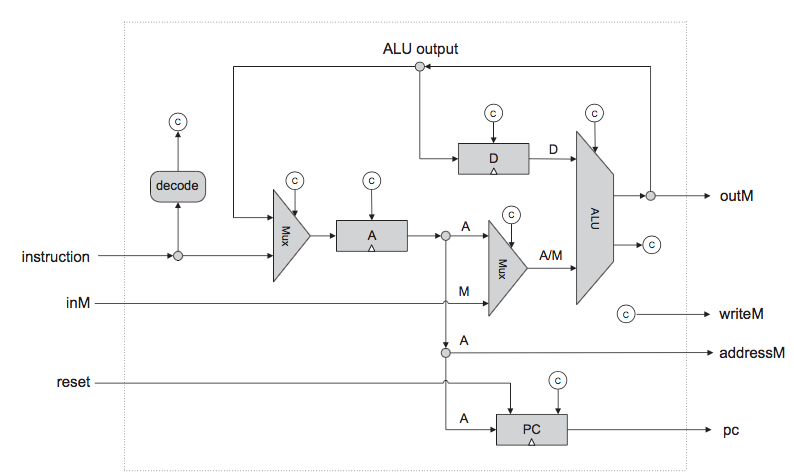 ALU output
c
c
c
D
D
decode
c
c
c
A
Mux
A
A/M
Mux
ALU
outM
c
instruction
inM
M
c
writeM
A
addressM
reset
c
A
PC
pc